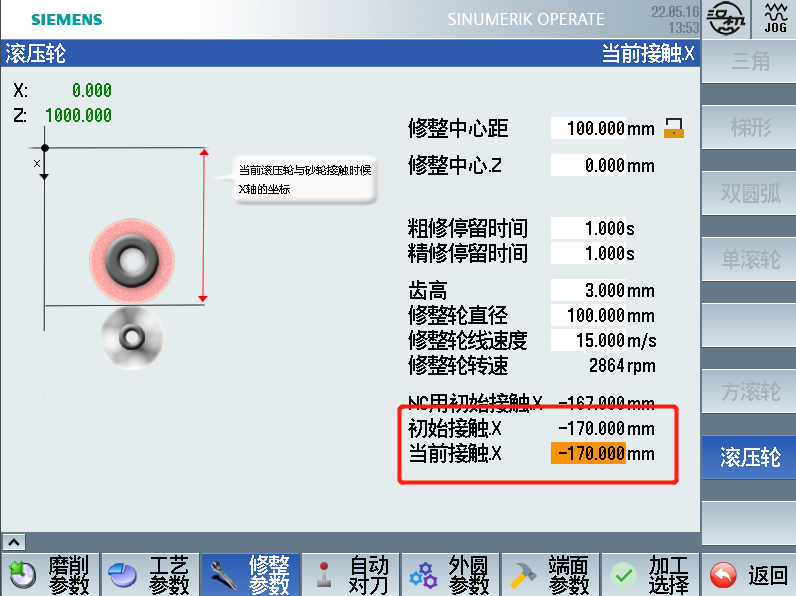 SIEMENS
SINUMERIK OPERATE
22.05.16
13:53
JOG
滚压轮
当前接触.X
X: 0.000
Z: 1000.000
X
当前滚压轮与砂轮接触时候
X轴的坐标
修整中心距 100.000 mm
修整中心.Z 0.000 mm
粗修停留时间 1.000 s
精修停留时间 1.000 s
齿高 3.000 mm
修整轮直径 100.000 mm
修整轮线速度 15.000 m/s
修整轮转速 2864 rpm
NC用初始接触.X -167.000 mm
初始接触.X -170.000 mm
当前接触.X -170.000 mm
三角
梯形
双圆弧
单滚轮
方滚轮
滚压轮
磨削
参数
工艺
参数
修整
参数
自动
对刀
外圆
参数
端面
参数
加工
选择
返回